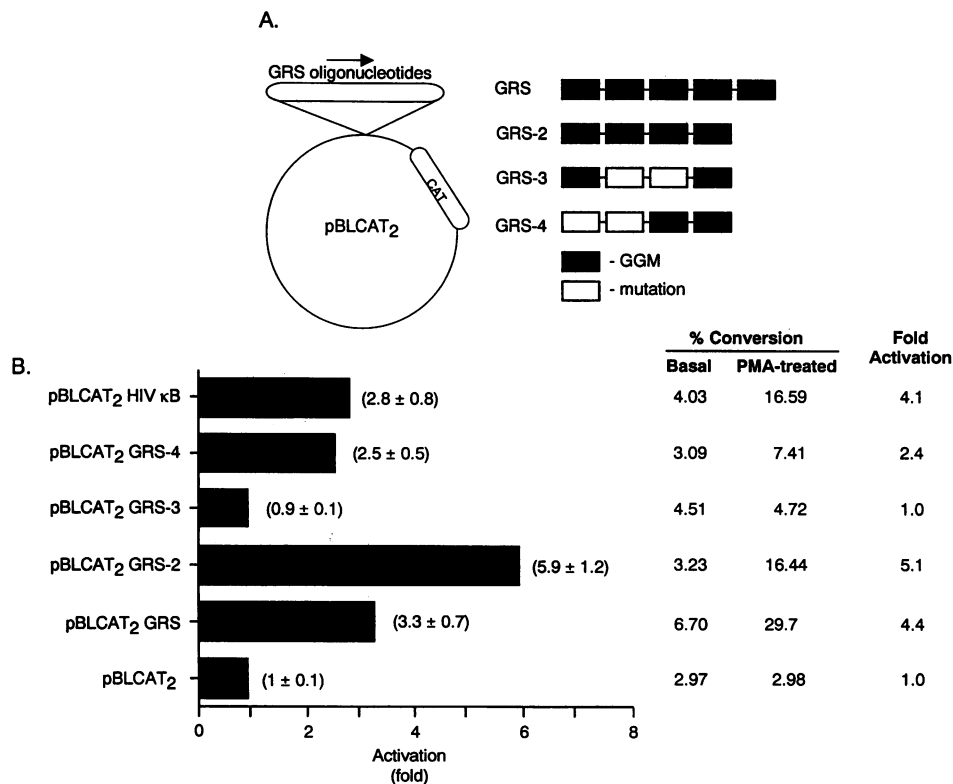 A.
GRS oligonucleotides
CAT
pBLCAT2
GRS
GRS-2
GRS-3
GRS-4
- GGM
- mutation
B.
% Conversion Fold Activation
Basal PMA-treated
pBLCAT2 HIV κB (2.8 ± 0.8) 4.03 16.59 4.1
pBLCAT2 GRS-4 (2.5 ± 0.5) 3.09 7.41 2.4
pBLCAT2 GRS-3 (0.9 ± 0.1) 4.51 4.72 1.0
pBLCAT2 GRS-2 (5.9 ± 1.2) 3.23 16.44 5.1
pBLCAT2 GRS (3.3 ± 0.7) 6.70 29.7 4.4
pBLCAT2 (1 ± 0.1) 2.97 2.98 1.0
0 2 4 6 8
Activation
(fold)